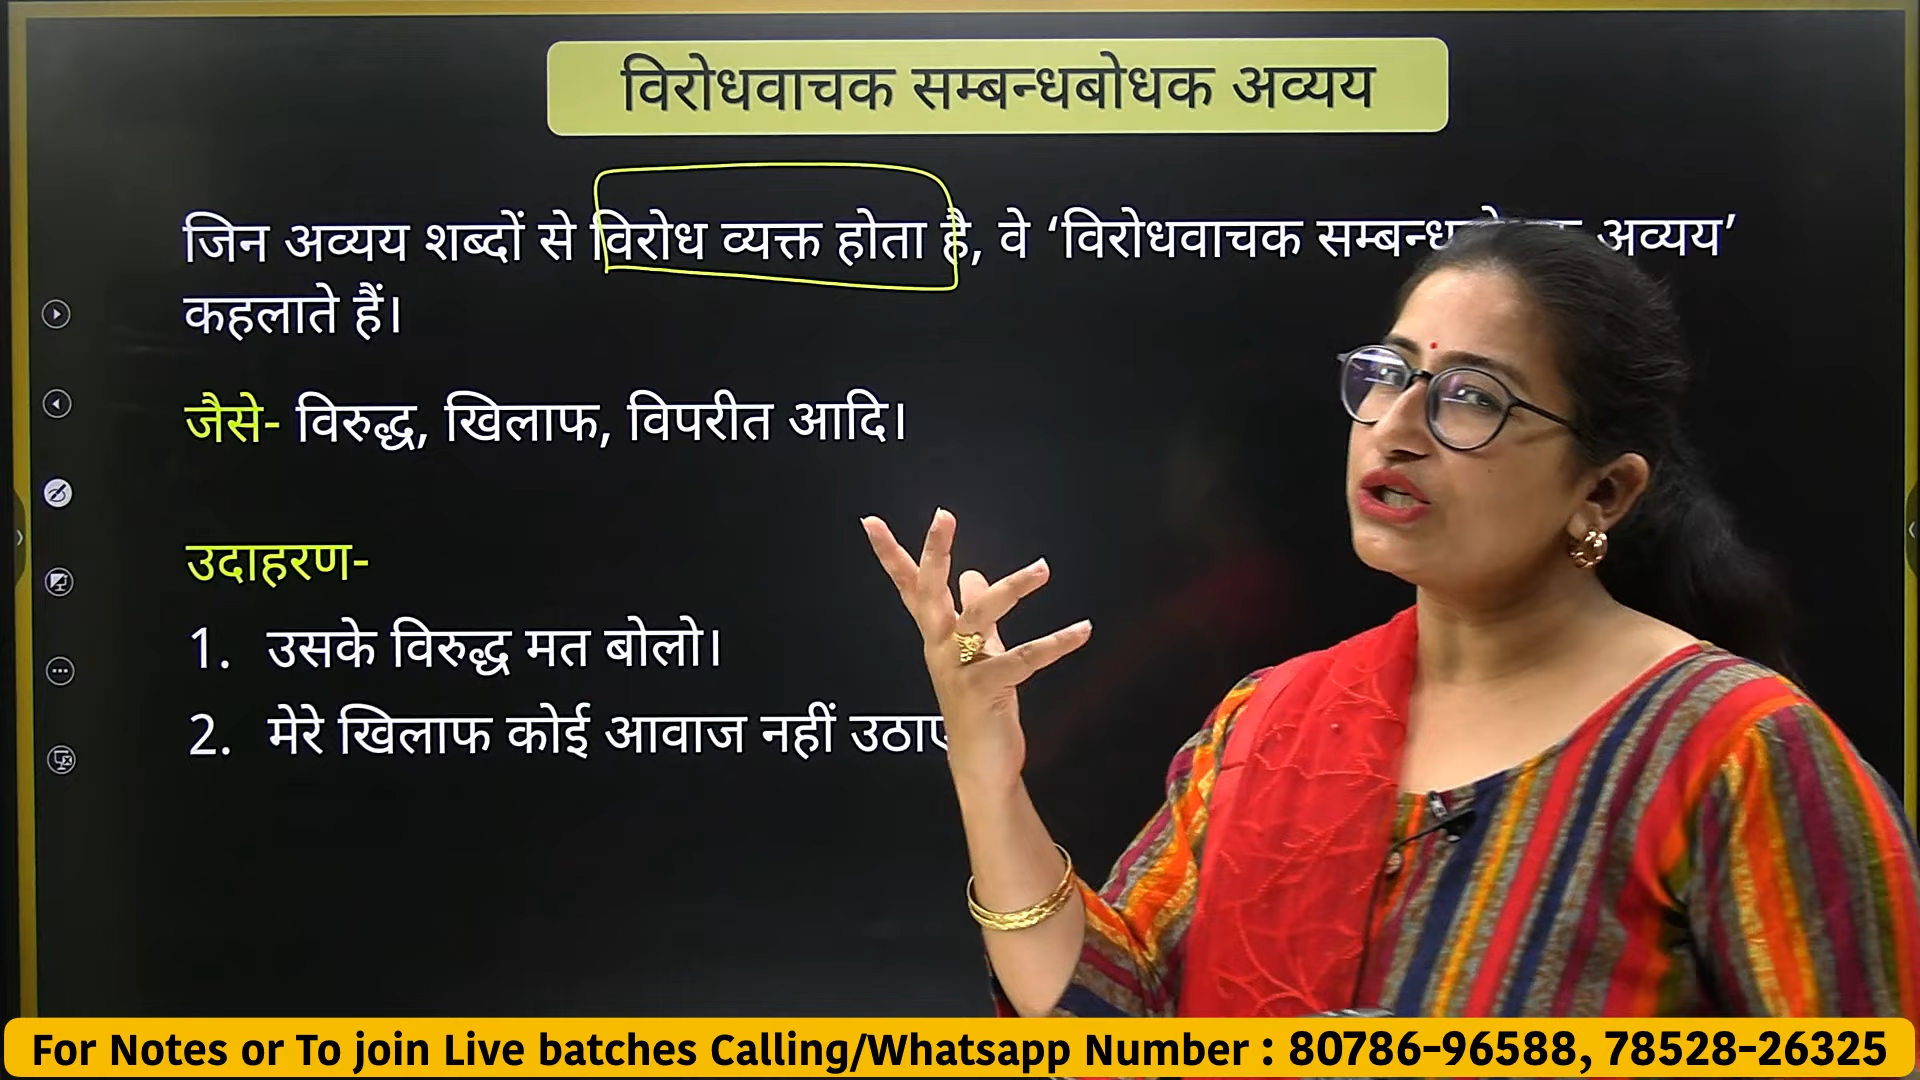 विरोधवाचक सम्बन्धबोधक अव्यय
जिन अव्यय शब्दों से विरोध व्यक्त होता है, वे ‘विरोधवाचक अव्यय’
कहलाते हैं।
जैसे- विरुद्ध, खिलाफ, विपरीत आदि।
उदाहरण-
1. उसके विरुद्ध मत बोलो।
2. मेरे खिलाफ कोई आवाज नहीं
For Notes or To join Live batches Calling/Whatsapp Number : 80786-96588, 78528-26325